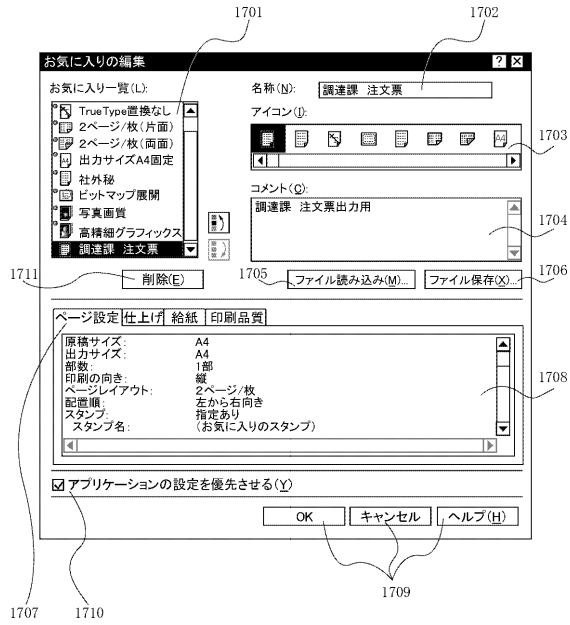 1701
1702
お気に入りの編集
お気に入り一覧(L):
名称(N):
調達課 注文票
TrueType置換なし
2ページ/枚(片面)
2ページ/枚(両面)
出力サイズA4固定
社外秘
ビットマップ展開
写真画質
高精細グラフィックス
調達課 注文票
アイコン(I):
A4
1703
コメント(C):
調達課 注文票出力用
1704
1711
削除(E)
1705
ファイル読み込み(M)...
ファイル保存(X)...
1706
ページ設定
仕上げ
給紙
印刷品質
原稿サイズ: A4
出力サイズ: A4
部数: 1部
印刷の向き: 縦
ページレイアウト: 2ページ/枚
配置順: 左から右向き
スタンプ: 指定あり
スタンプ名: (お気に入りのスタンプ)
1708
アプリケーションの設定を優先させる(Y)
OK
キャンセル
ヘルプ(H)
1709
1707
1710